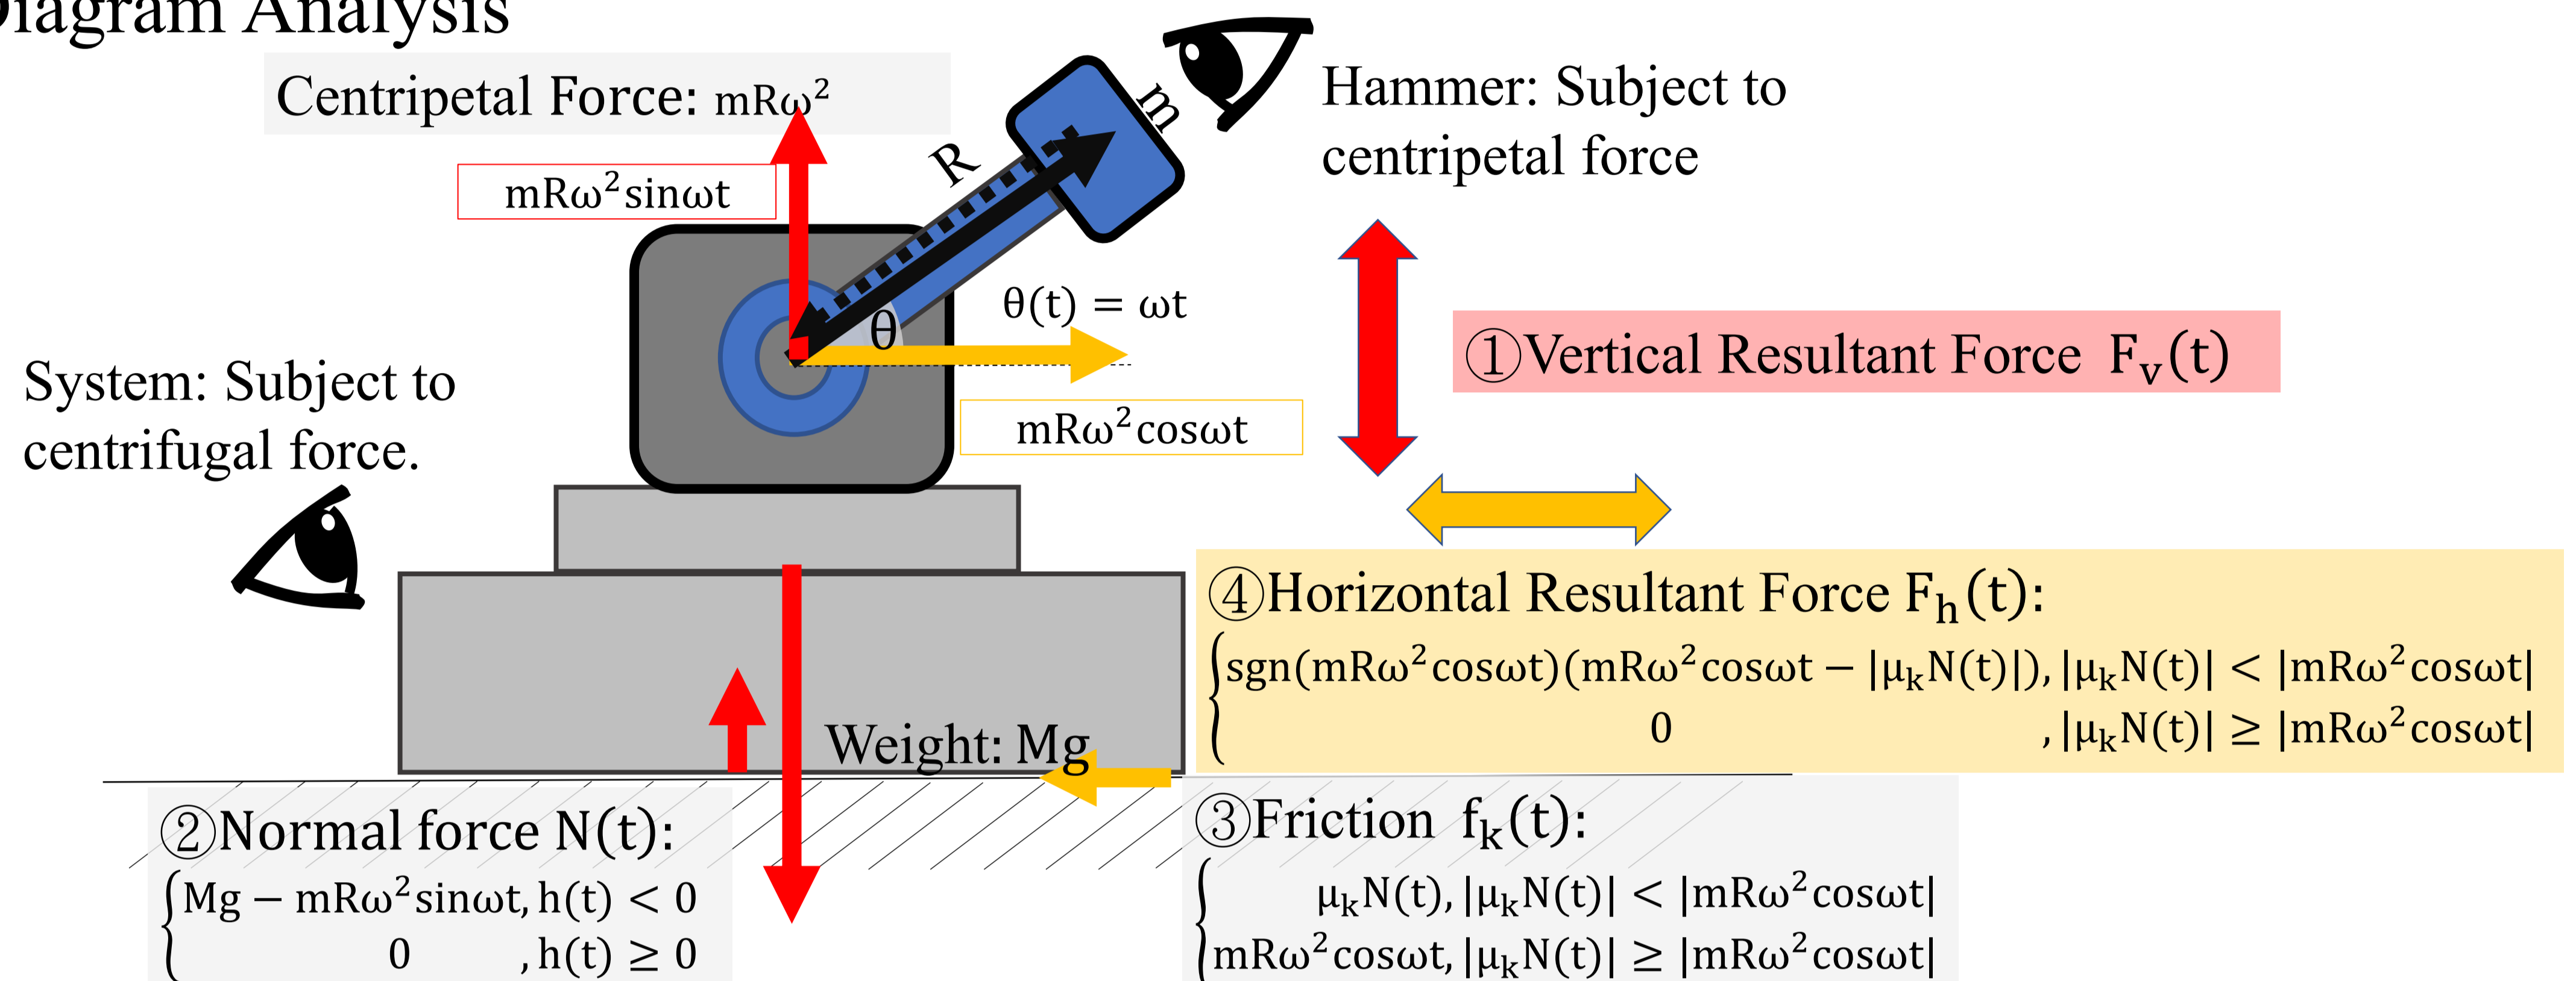 Diagram Analysis
Centripetal Force: mRω²
mRω²sinωt
R
m
Hammer: Subject to
centripetal force
θ
θ(t) = ωt
mRω²cosωt
①Vertical Resultant Force F_v(t)
System: Subject to
centrifugal force.
④Horizontal Resultant Force F_h(t):
sgn(mRω²cosωt)(mRω²cosωt − |μ_kN(t)|), |μ_kN(t)| < |mRω²cosωt|
0 , |μ_kN(t)| ≥ |mRω²cosωt|
Weight: Mg
②Normal force N(t):
Mg − mRω²sinωt, h(t) < 0
0 , h(t) ≥ 0
③Friction f_k(t):
μ_kN(t), |μ_kN(t)| < |mRω²cosωt|
mRω²cosωt, |μ_kN(t)| ≥ |mRω²cosωt|